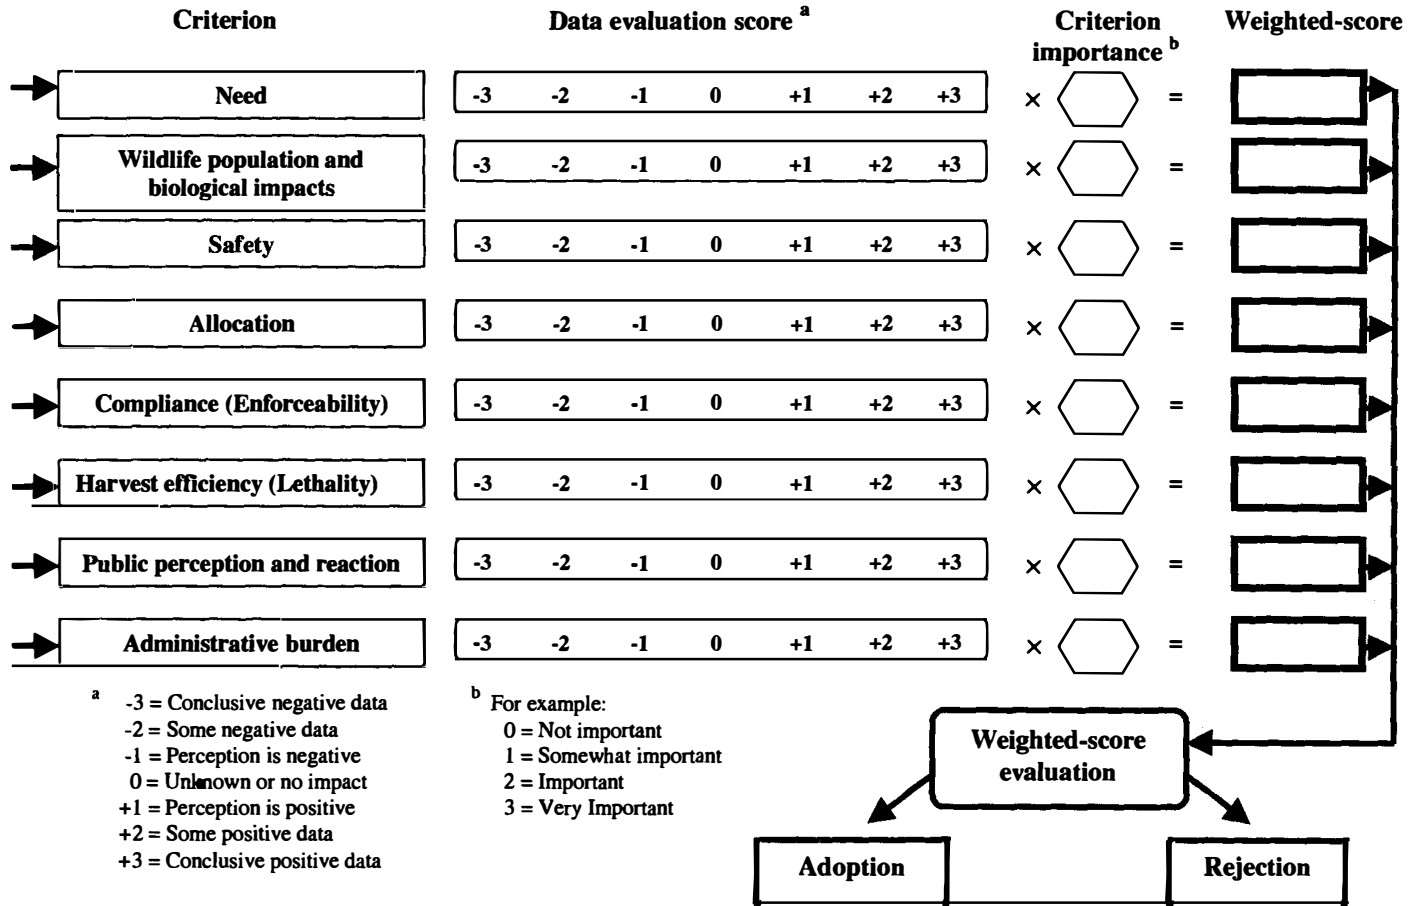 Criterion Data evaluation score a Criterion importance b Weighted-score
Need -3 -2 -1 0 +1 +2 +3 × =
Wildlife population and biological impacts -3 -2 -1 0 +1 +2 +3 × =
Safety -3 -2 -1 0 +1 +2 +3 × =
Allocation -3 -2 -1 0 +1 +2 +3 × =
Compliance (Enforceability) -3 -2 -1 0 +1 +2 +3 × =
Harvest efficiency (Lethality) -3 -2 -1 0 +1 +2 +3 × =
Public perception and reaction -3 -2 -1 0 +1 +2 +3 × =
Administrative burden -3 -2 -1 0 +1 +2 +3 × =
a -3 = Conclusive negative data
-2 = Some negative data
-1 = Perception is negative
0 = Unknown or no impact
+1 = Perception is positive
+2 = Some positive data
+3 = Conclusive positive data
b For example:
0 = Not important
1 = Somewhat important
2 = Important
3 = Very Important
Weighted-score
evaluation
Adoption
Rejection